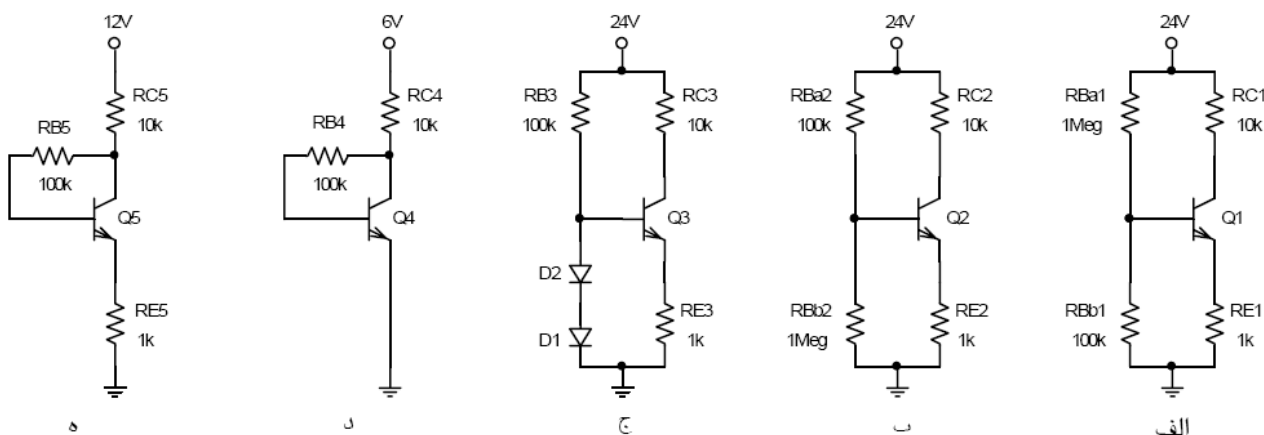 12V
RC5
10k
RB5
100k
Q5
RE5
1k
ه
6V
RC4
10k
RB4
100k
Q4
د
24V
RB3
100k
RC3
10k
Q3
D2
D1
RE3
1k
ج
24V
RBa2
100k
RC2
10k
Q2
RBb2
1Meg
RE2
1k
ب
24V
RBa1
1Meg
RC1
10k
Q1
RBb1
100k
RE1
1k
الف